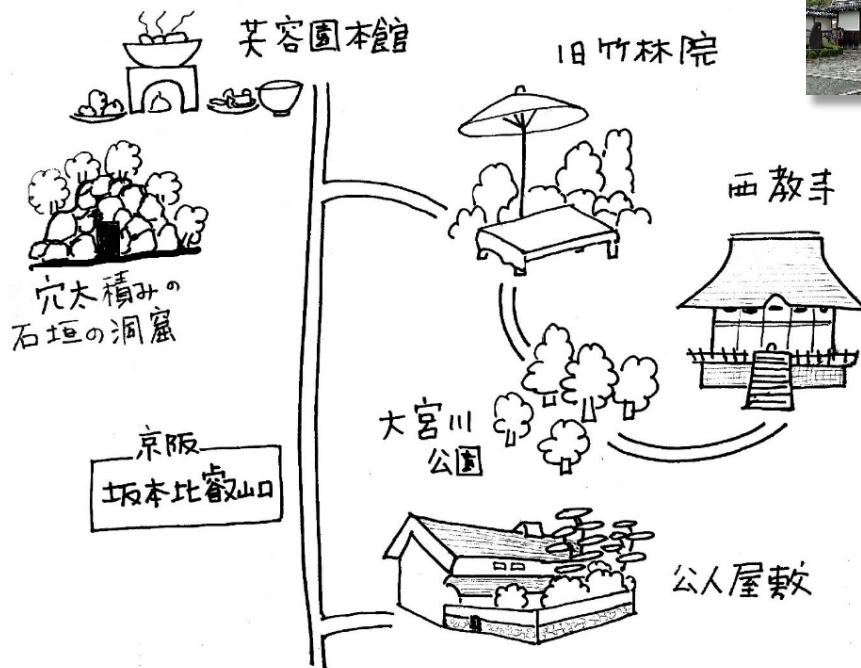 芙容園本館
旧竹林院
西教寺
穴太積みの
石垣の洞窟
大宮川
公園
京阪
坂本比叡山口
公人屋敷